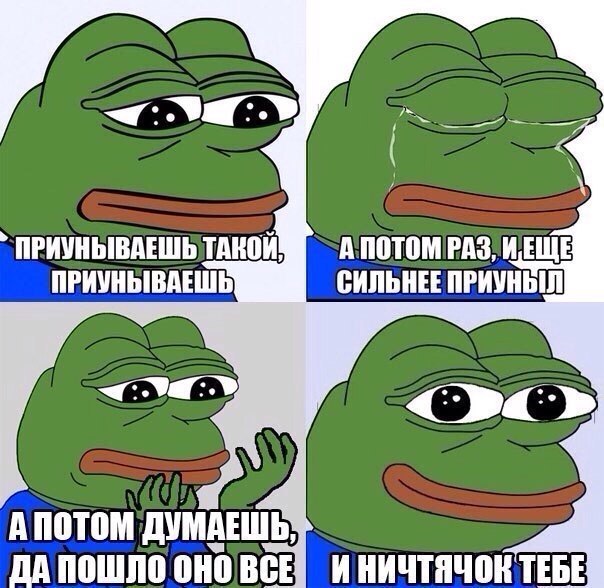 ПРИУНЫВАЕШЬ ТАКОЙ,
ПРИУНЫВАЕШЬ
А ПОТОМ РАЗ, И ЕЩЕ
СИЛЬНЕЕ ПРИУНЫЛ
А ПОТОМ ДУМАЕШЬ,
ДА ПОШЛО ОНО ВСЕ
И НИЧТЯЧОК ТЕБЕ